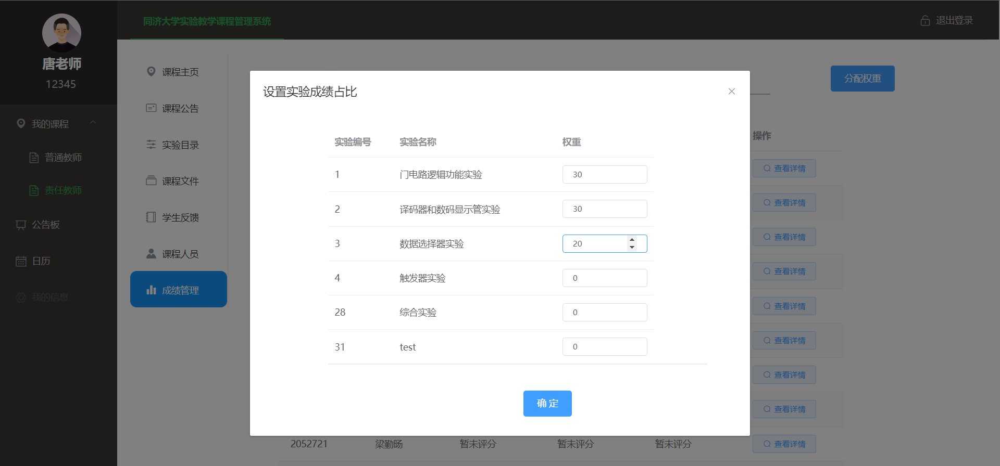 唐老师
12345
我的课程
普通教师
责任教师
公告板
日历
我的信息
同济大学实验教学课程管理系统
退出登录
课程主页
课程公告
实验目录
课程文件
学生反馈
课程人员
成绩管理
分配权重
设置实验成绩占比
实验编号 实验名称 权重
1 门电路逻辑功能实验 30
2 译码器和数码显示管实验 30
3 数据选择器实验 20
4 触发器实验 0
28 综合实验 0
31 test 0
确定
操作
查看详情
查看详情
查看详情
查看详情
查看详情
查看详情
查看详情
查看详情
2052721 梁勤旸 暂未评分 暂未评分 暂未评分 查看详情